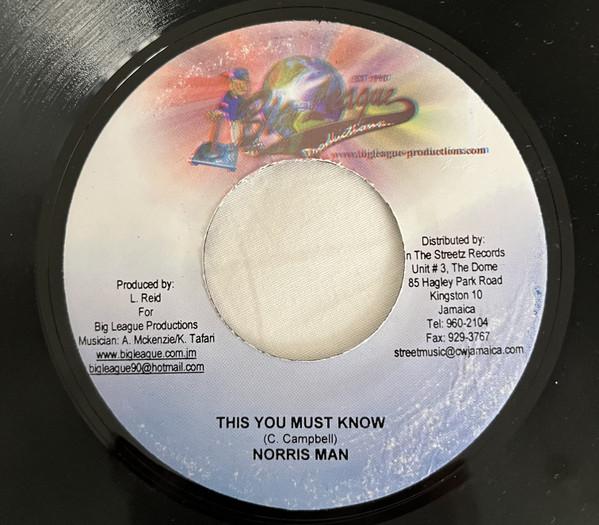 Big League
Productions
www.bigleague-productions.com
Produced by:
L. Reid
For
Big League Productions
Musician: A. Mckenzie/K. Tafari
www.bigleague.com.jm
bigleague90@hotmail.com
Distributed by:
n The Streetz Records
Unit # 3, The Dome
85 Hagley Park Road
Kingston 10
Jamaica
Tel: 960-2104
Fax: 929-3767
streetmusic@cwjamaica.com
THIS YOU MUST KNOW
(C. Campbell)
NORRIS MAN